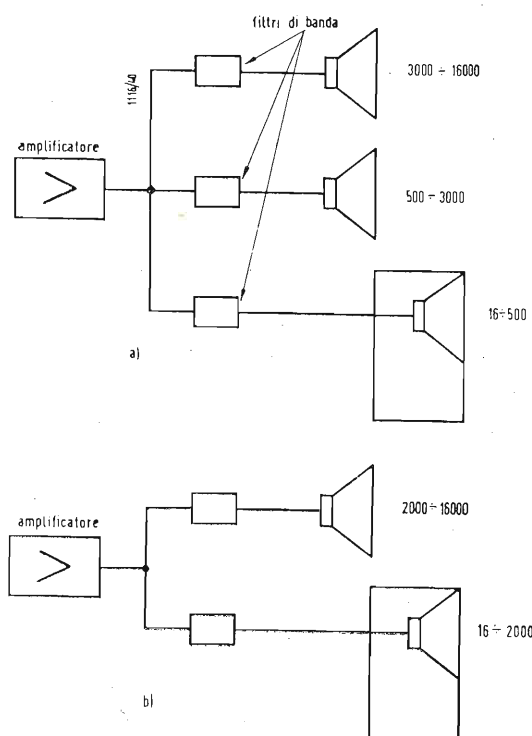 filtri di banda
3000 ÷ 16000
1116/40
amplificatore
500 ÷ 3000
16÷500
a)
amplificatore
2000÷16000
16 ÷ 2000
b)